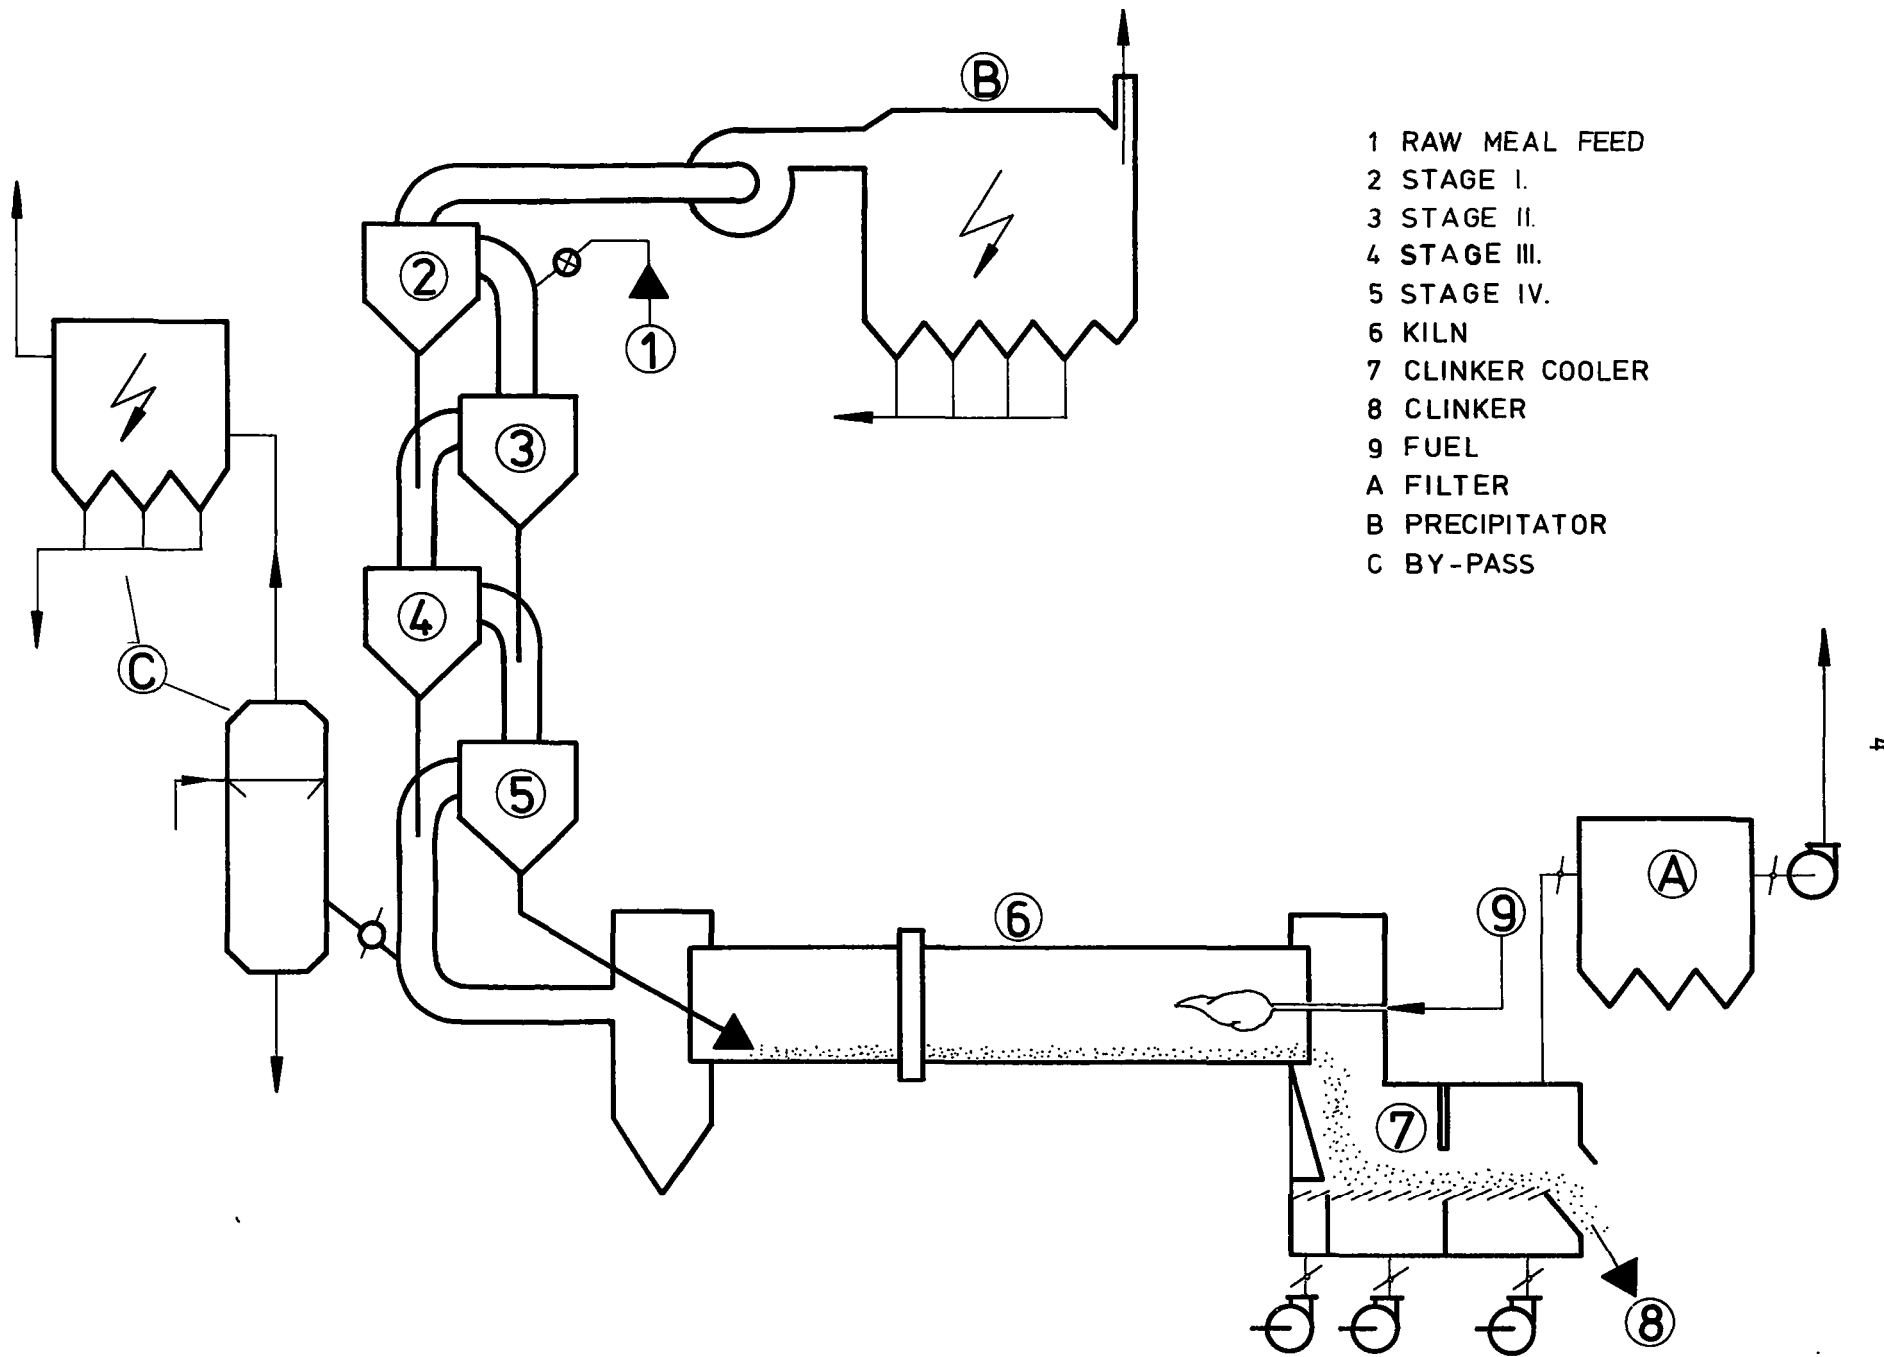 B
1 RAW MEAL FEED
2 STAGE I.
3 STAGE II.
4 STAGE III.
5 STAGE IV.
6 KILN
7 CLINKER COOLER
8 CLINKER
9 FUEL
A FILTER
B PRECIPITATOR
C BY-PASS
2
1
3
4
C
4
5
A
6
9
7
8